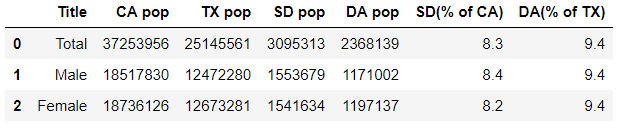 Title CA pop TX pop SD pop DA pop SD(% of CA) DA(% of TX)
0 Total 37253956 25145561 3095313 2368139 8.3 9.4
1 Male 18517830 12472280 1553679 1171002 8.4 9.4
2 Female 18736126 12673281 1541634 1197137 8.2 9.4